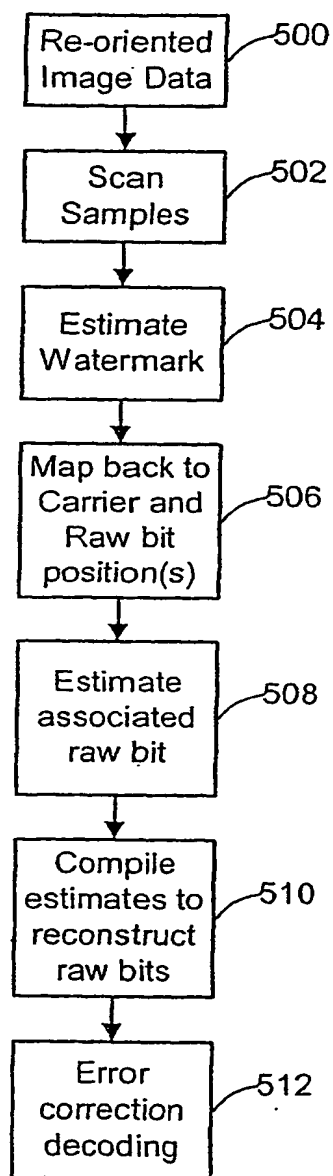 Re-oriented
Image Data
500
Scan
Samples
502
Estimate
Watermark
504
Map back to
Carrier and
Raw bit
position(s)
506
Estimate
associated
raw bit
508
Compile
estimates to
reconstruct
raw bits
510
Error
correction
decoding
512